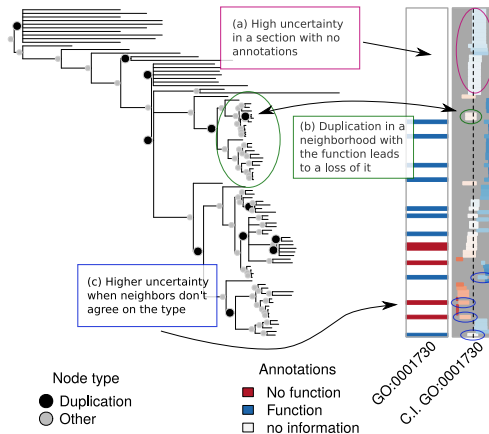 (a) High uncertainty
in a section with no
annotations
(b) Duplication in a
neighborhood with
the function leads
to a loss of it
(c) Higher uncertainty
when neighbors don't
agree on the type
Node type
Duplication
Other
Annotations
No function
Function
no information
GO:0001730
C.I. GO:0001730